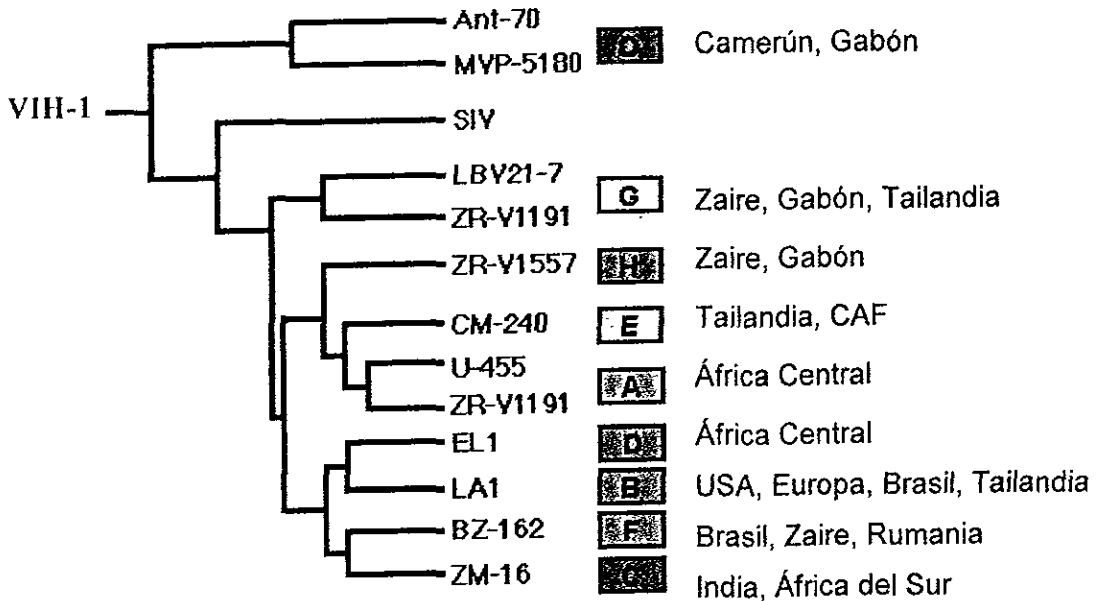 Ant-70
MVP-5180
O
Camerún, Gabón
VIH-1
SIV
LBV21-7
G
Zaire, Gabón, Tailandia
ZR-V1191
ZR-V1557
H
Zaire, Gabón
CM-240
E
Tailandia, CAF
U-455
A
África Central
ZR-V1191
EL1
D
África Central
LA1
B
USA, Europa, Brasil, Tailandia
BZ-162
F
Brasil, Zaire, Rumania
ZM-16
C
India, África del Sur